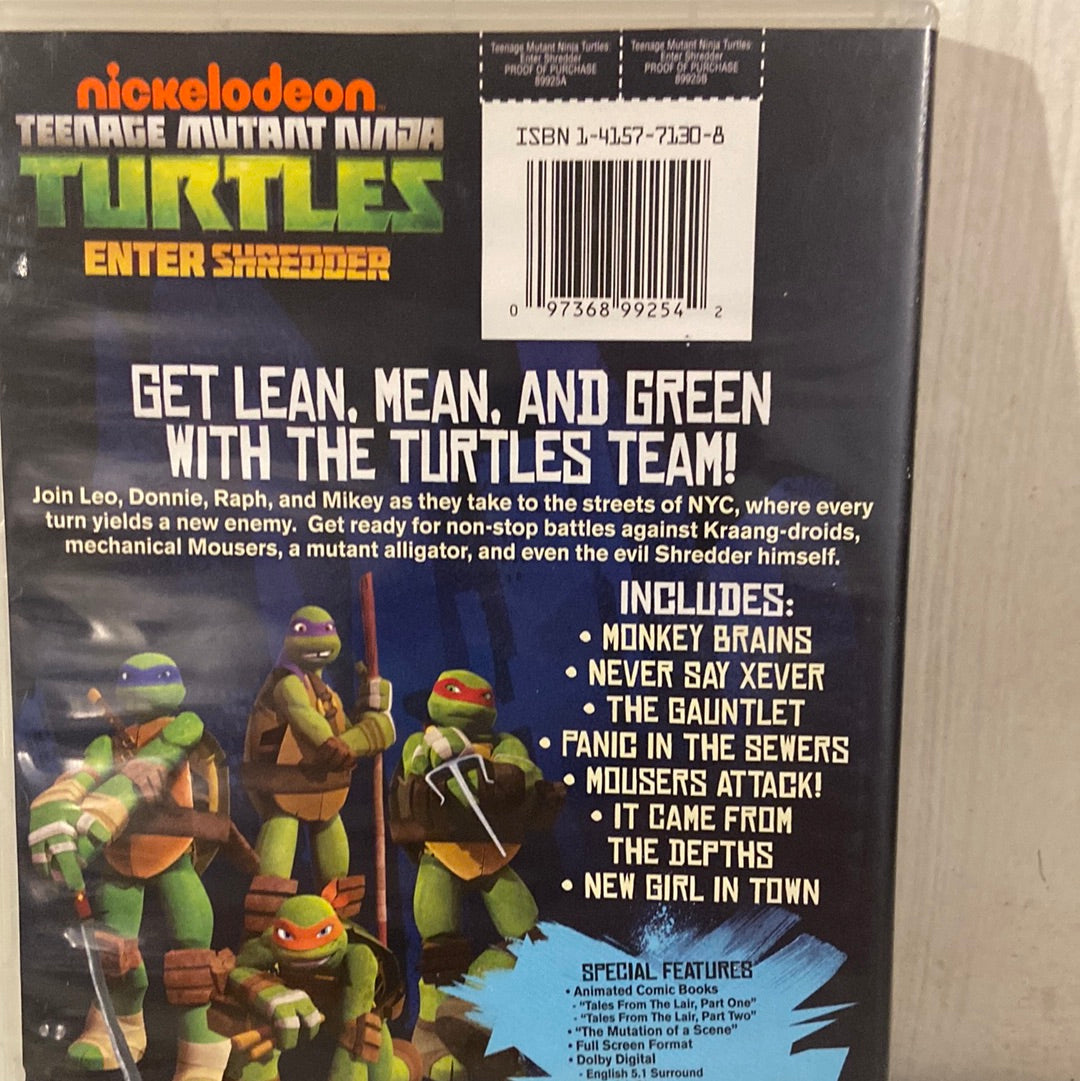 Teenage Mutant Ninja Turtles
Enter Shredder
PROOF OF PURCHASE
89925A
Teenage Mutant Ninja Turtles
Enter Shredder
PROOF OF PURCHASE
89925B
nickelodeon
TEENAGE MUTANT NINJA
TURTLES
ENTER SHREDDER
ISBN 1-4157-7130-8
0 97368 99254 2
GET LEAN, MEAN, AND GREEN
WITH THE TURTLES TEAM!
Join Leo, Donnie, Raph, and Mikey as they take to the streets of NYC, where every
turn yields a new enemy. Get ready for non-stop battles against Kraang-droids,
mechanical Mousers, a mutant alligator, and even the evil Shredder himself.
INCLUDES:
• MONKEY BRAINS
• NEVER SAY XEVER
• THE GAUNTLET
• PANIC IN THE SEWERS
• MOUSERS ATTACK!
• IT CAME FROM
THE DEPTHS
• NEW GIRL IN TOWN
SPECIAL FEATURES
• Animated Comic Books
- "Tales From The Lair, Part One"
- "Tales From The Lair, Part Two"
• "The Mutation of a Scene"
• Full Screen Format
• Dolby Digital
- English 5.1 Surround